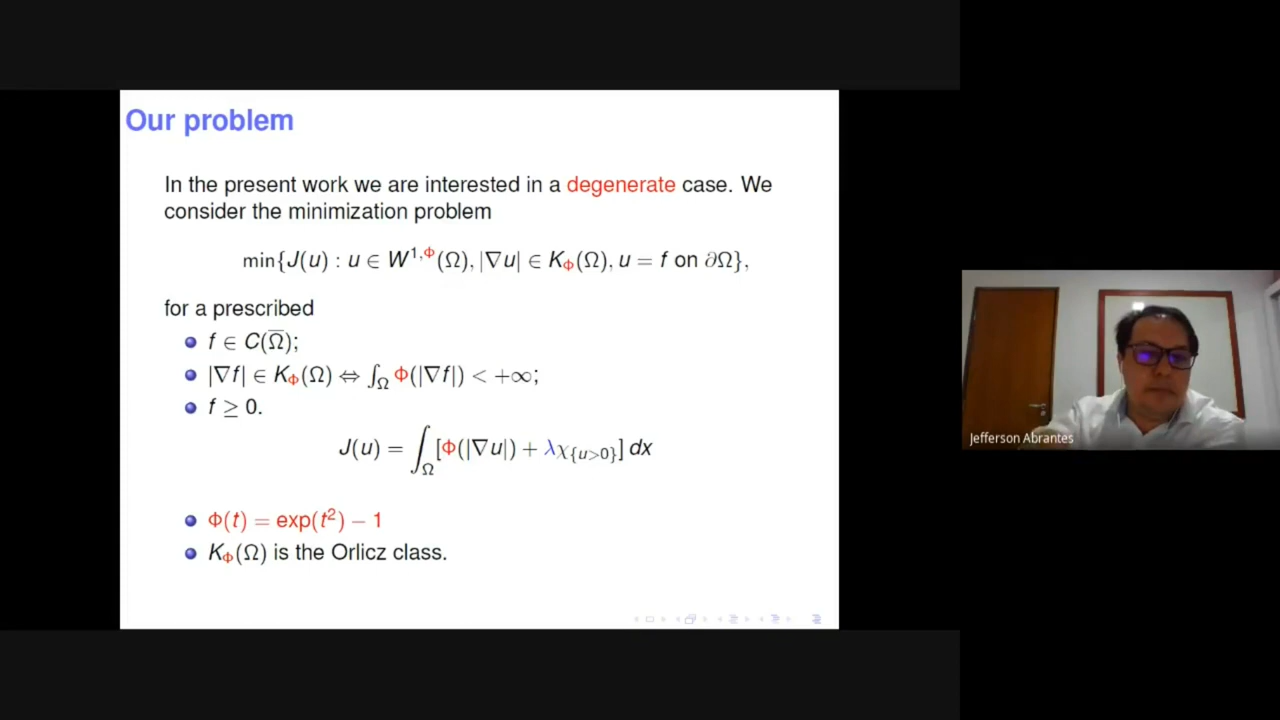 Our problem
In the present work we are interested in a degenerate case. We
consider the minimization problem
min{J(u) : u ∈ W^{1,Φ}(Ω), |∇u| ∈ K_Φ(Ω), u = f on ∂Ω},
for a prescribed
f ∈ C(Ω̅);
|∇f| ∈ K_Φ(Ω) ⇔ ∫_Ω Φ(|∇f|) < +∞;
f ≥ 0.
J(u) = ∫_Ω [Φ(|∇u|) + λχ_{u>0}] dx
Φ(t) = exp(t²) − 1
K_Φ(Ω) is the Orlicz class.
Jefferson Abrantes